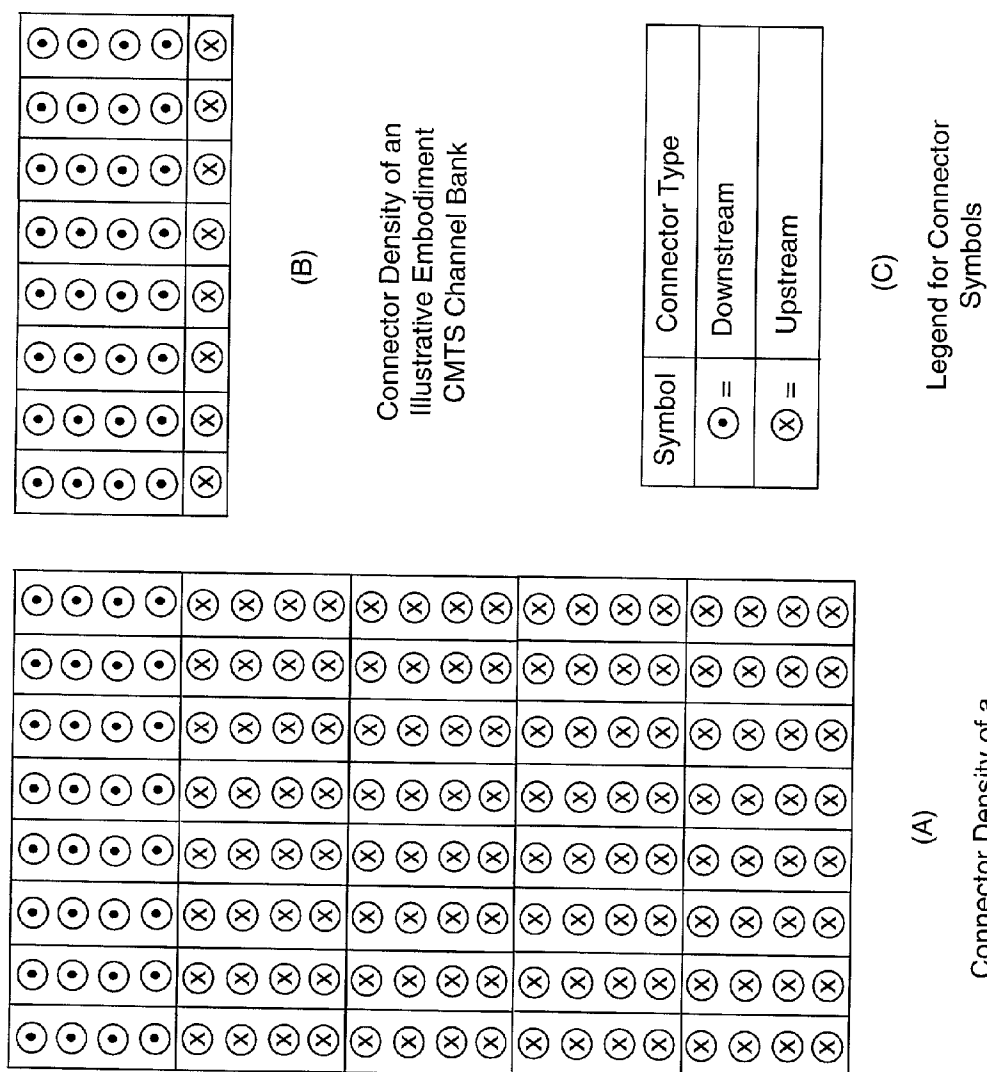 (A)
Connector Density of a
(B)
Connector Density of an
Illustrative Embodiment
CMTS Channel Bank
Symbol Connector Type
⊙ = Downstream
ⓧ = Upstream
(C)
Legend for Connector
Symbols